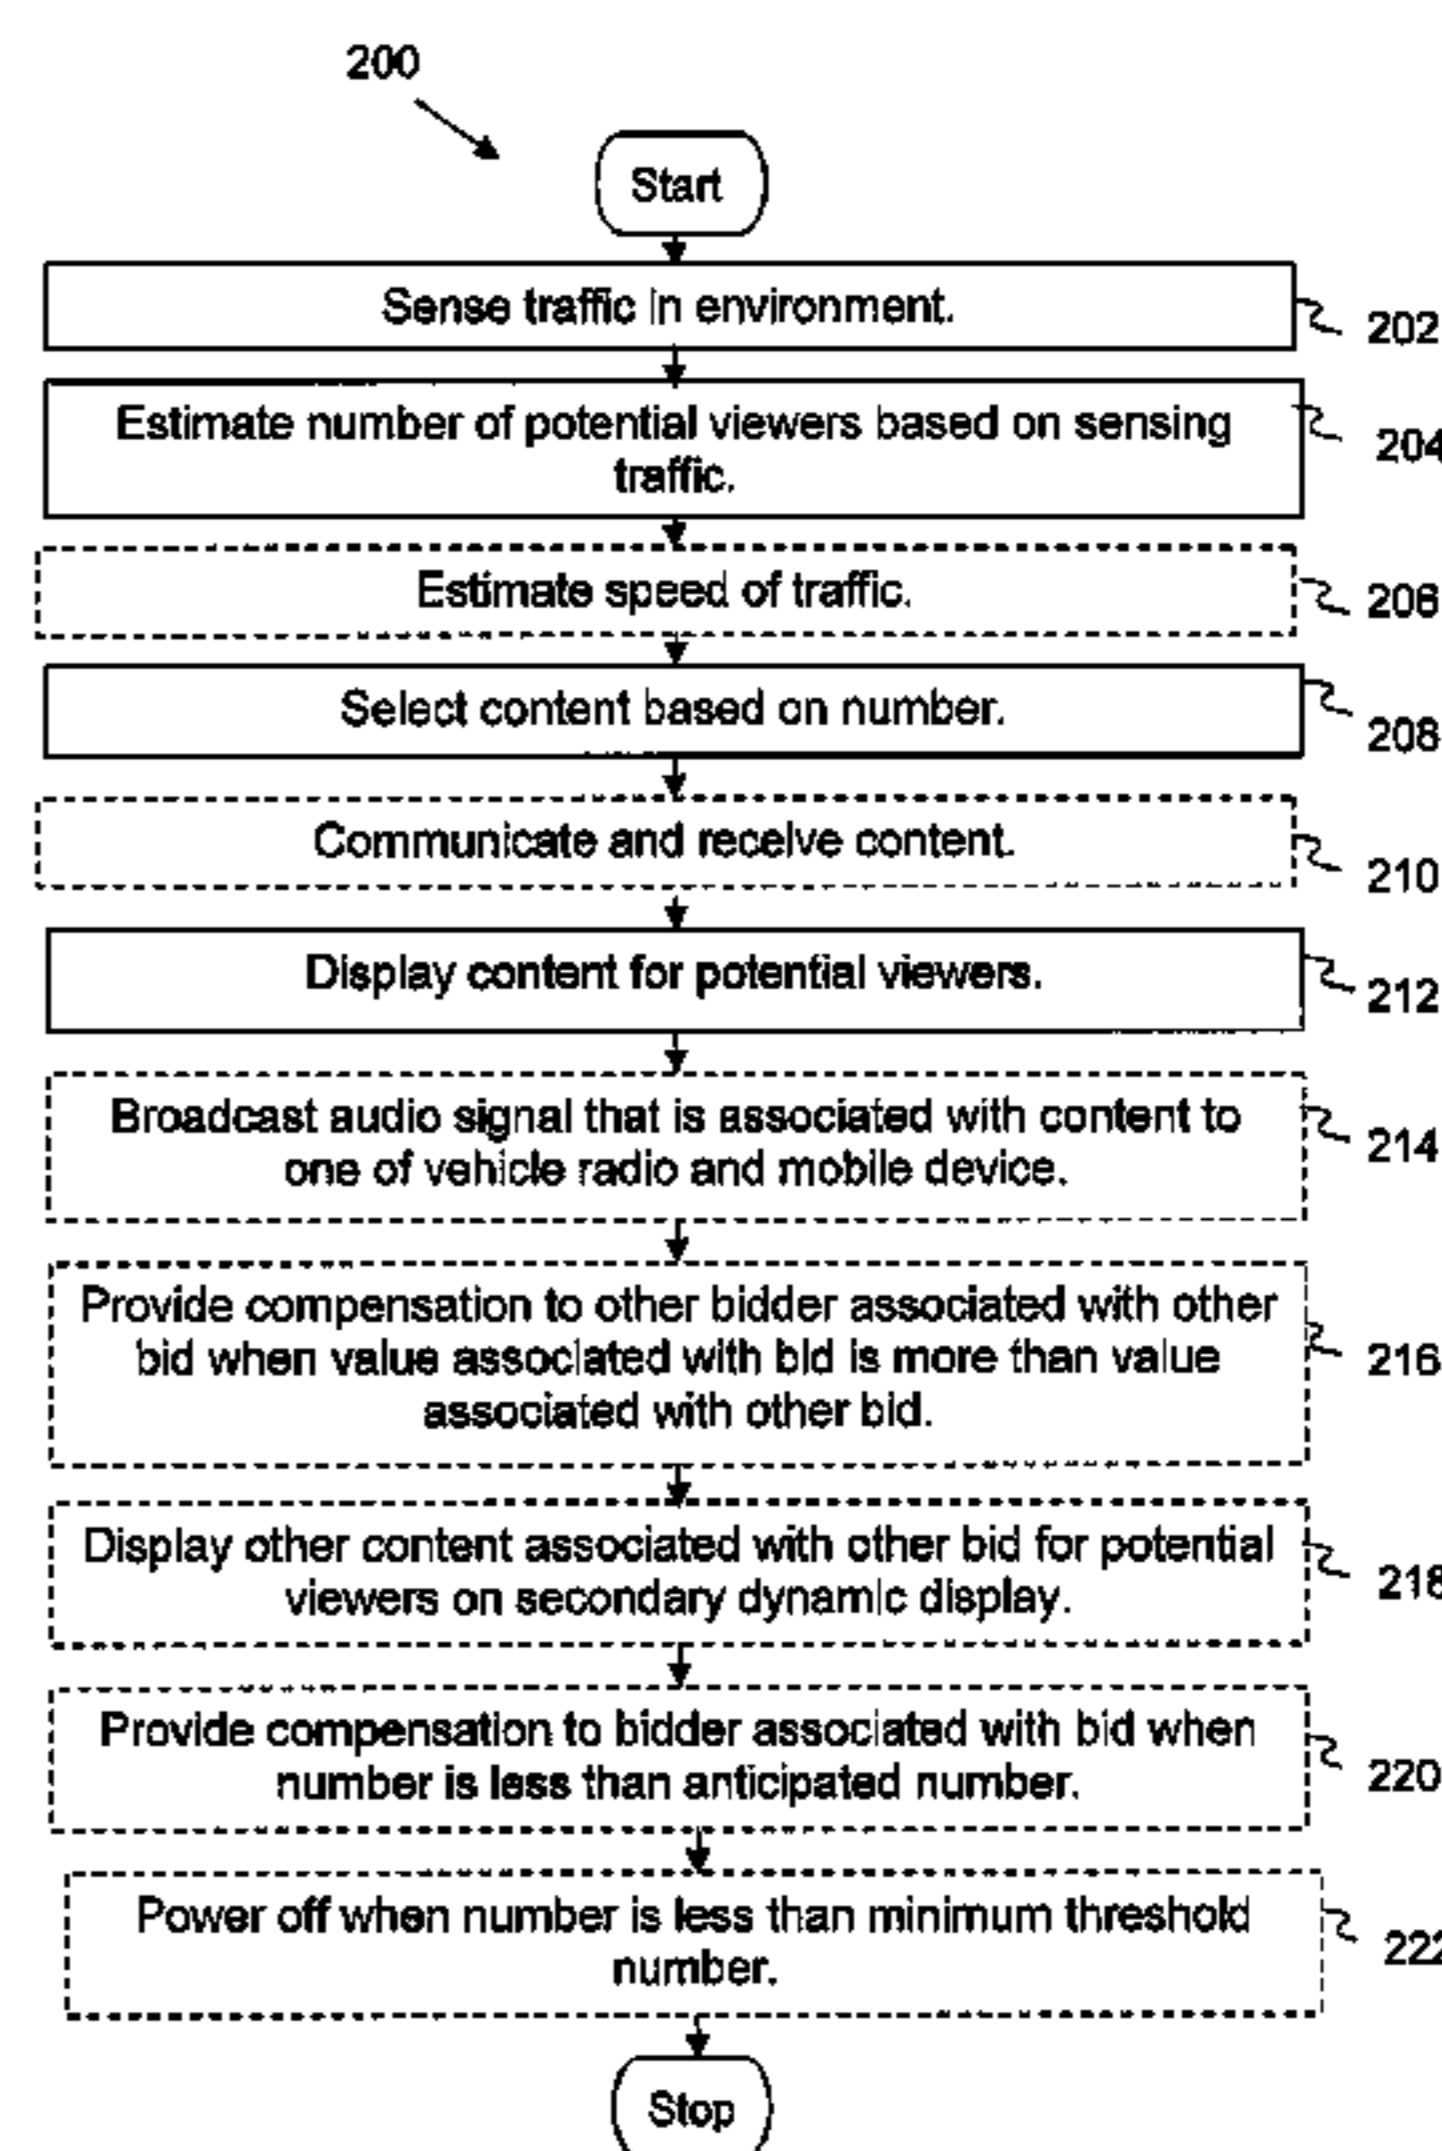 200
Start
Sense traffic in environment.
202
Estimate number of potential viewers based on sensing
traffic.
204
Estimate speed of traffic.
206
Select content based on number.
208
Communicate and receive content.
210
Display content for potential viewers.
212
Broadcast audio signal that is associated with content to
one of vehicle radio and mobile device.
214
Provide compensation to other bidder associated with other
bid when value associated with bid is more than value
associated with other bid.
216
Display other content associated with other bid for potential
viewers on secondary dynamic display.
218
Provide compensation to bidder associated with bid when
number is less than anticipated number.
220
Power off when number is less than minimum threshold
number.
222
Stop